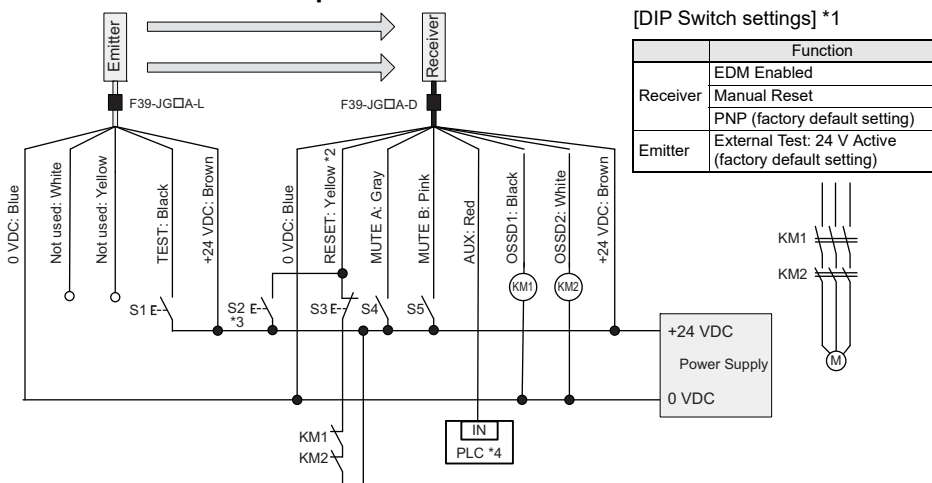 [DIP Switch settings] *1
Function
Receiver
EDM Enabled
Manual Reset
PNP (factory default setting)
Emitter
External Test: 24 V Active
(factory default setting)
Emitter
Receiver
F39-JG□A-L
F39-JG□A-D
0 VDC: Blue
Not used: White
Not used: Yellow
TEST: Black
+24 VDC: Brown
0 VDC: Blue
RESET: Yellow *2
MUTE A: Gray
MUTE B: Pink
AUX: Red
OSSD1: Black
OSSD2: White
+24 VDC: Brown
KM1
KM2
M
KM1
KM2
S1
S2
*3
S3
S4
S5
+24 VDC
Power Supply
0 VDC
KM1
KM2
IN
PLC *4